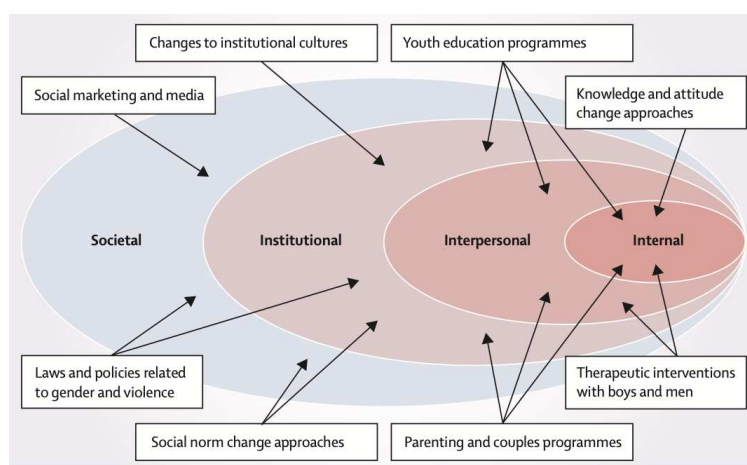 Changes to institutional cultures
Youth education programmes
Social marketing and media
Knowledge and attitude
change approaches
Societal
Institutional
Interpersonal
Internal
Laws and policies related
to gender and violence
Therapeutic interventions
with boys and men
Social norm change approaches
Parenting and couples programmes